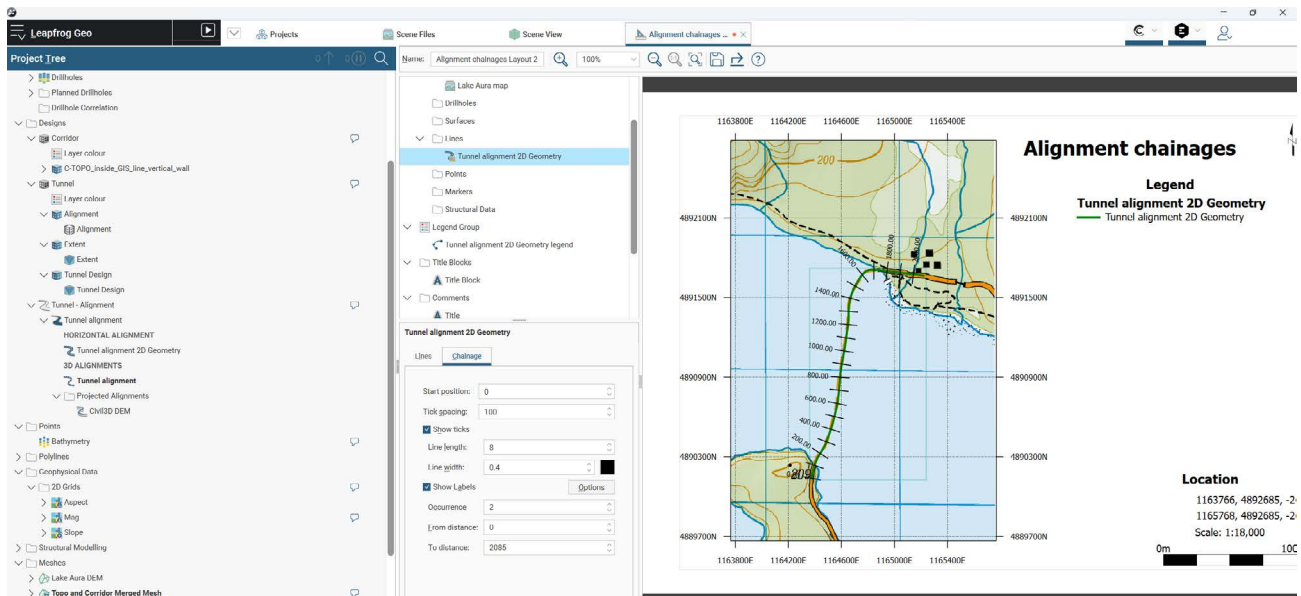 Leapfrog Geo
Projects
Scene Files
Scene View
Alignment chainages ...
Project Tree
Name:
Alignment chainages Layout 2
100%
Drillholes
Planned Drillholes
Drillhole Correlation
Designs
Corridor
Layer colour
C-TOPO_inside_GIS_line_vertical_wall
Tunnel
Layer colour
Alignment
Alignment
Extent
Extent
Tunnel Design
Tunnel Design
Tunnel - Alignment
Tunnel alignment
HORIZONTAL ALIGNMENT
Tunnel alignment 2D Geometry
3D ALIGNMENTS
Tunnel alignment
Projected Alignments
Civil3D DEM
Points
Bathymetry
Polylines
Geophysical Data
2D Grids
Aspect
Mag
Slope
Structural Modelling
Meshes
Lake Aura DEM
Topo and Corridor Merged Mesh
Lake Aura map
Drillholes
Surfaces
Lines
Tunnel alignment 2D Geometry
Points
Markers
Structural Data
Legend Group
Tunnel alignment 2D Geometry legend
Title Blocks
Title Block
Comments
Title
Tunnel alignment 2D Geometry
Lines
Chainage
Start position: 0
Tick spacing: 100
Show ticks
Line length: 8
Line width: 0.4
Show Labels
Options
Occurrence 2
From distance: 0
To distance: 2085
1163800E 1164200E 1164600E 1165000E 1165400E
200
4892100N 4892100N
1800.00
1600.00
4891500N 4891500N
1400.00
1200.00
1000.00
4890900N 4890900N
800.00
600.00
400.00
200.00
4890300N 4890300N
209
4889700N 4889700N
1163800E 1164200E 1164600E 1165000E 1165400E
Alignment chainages
Legend
Tunnel alignment 2D Geometry
Tunnel alignment 2D Geometry
Location
1163766, 4892685, -2
1165768, 4892685, -2
Scale: 1:18,000
0m 100